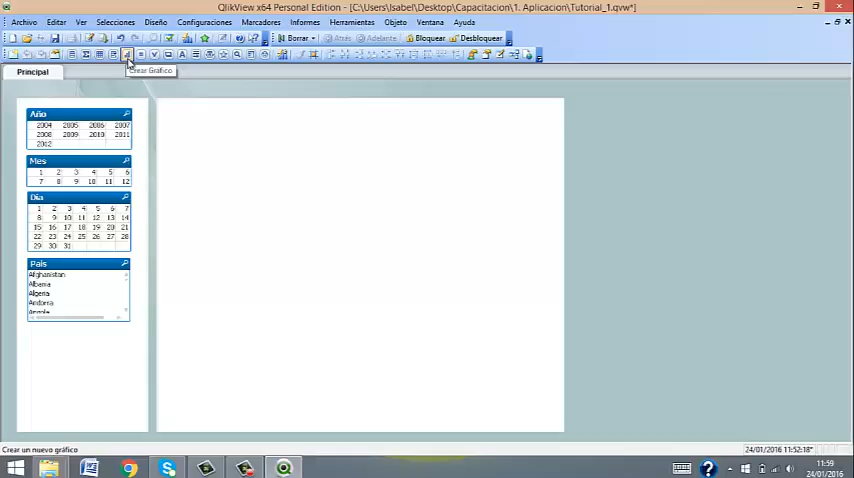 QlikView x64 Personal Edition - [C:\Users\Isabel\Desktop\Capacitacion\1. Aplicacion\Tutorial_1.qvw*]
Archivo Editar Ver Selecciones Diseño Configuraciones Marcadores Informes Herramientas Objeto Ventana Ayuda
Borrar Atrás Adelante Bloquear Desbloquear
Crear Gráfico
Principal
Año
2004 2005 2006 2007
2008 2009 2010 2011
2012
Mes
1 2 3 4 5 6
7 8 9 10 11 12
Día
1 2 3 4 5 6 7
8 9 10 11 12 13 14
15 16 17 18 19 20 21
22 23 24 25 26 27 28
29 30 31
País
Afghanistan
Albania
Algeria
Andorra
Angola
Crear un nuevo gráfico
24/01/2016 11:52:18*
11:59
24/01/2016